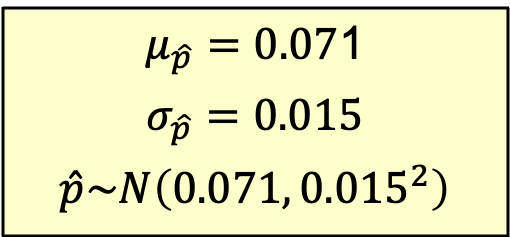 μ_p̂ = 0.071
σ_p̂ = 0.015
p̂~N(0.071, 0.015²)